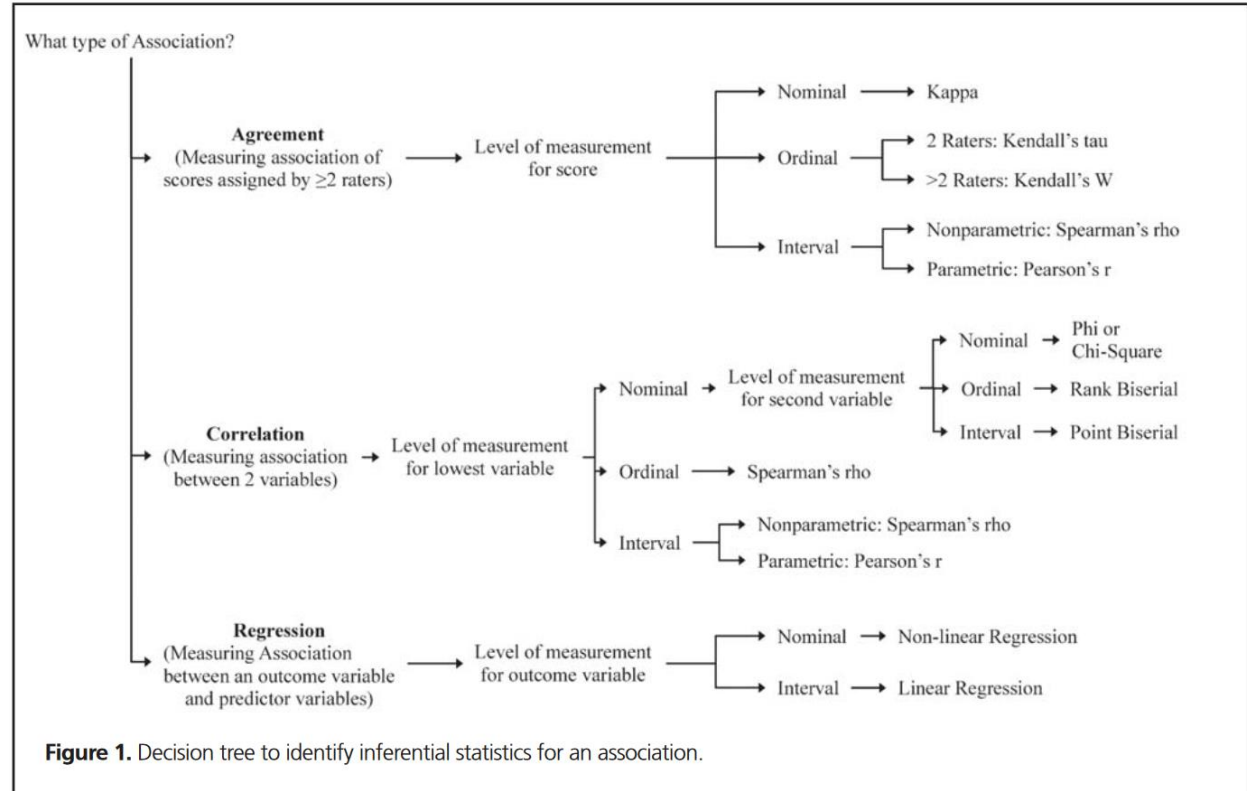 What type of Association?
Agreement
(Measuring association of
scores assigned by ≥2 raters)
Level of measurement
for score
Nominal
Kappa
Ordinal
2 Raters: Kendall's tau
>2 Raters: Kendall's W
Interval
Nonparametric: Spearman's rho
Parametric: Pearson's r
Correlation
(Measuring association
between 2 variables)
Level of measurement
for lowest variable
Nominal
Level of measurement
for second variable
Nominal
Phi or
Chi-Square
Ordinal
Rank Biserial
Interval
Point Biserial
Ordinal
Spearman's rho
Interval
Nonparametric: Spearman's rho
Parametric: Pearson's r
Regression
(Measuring Association
between an outcome variable
and predictor variables)
Level of measurement
for outcome variable
Nominal
Non-linear Regression
Interval
Linear Regression
Figure 1. Decision tree to identify inferential statistics for an association.